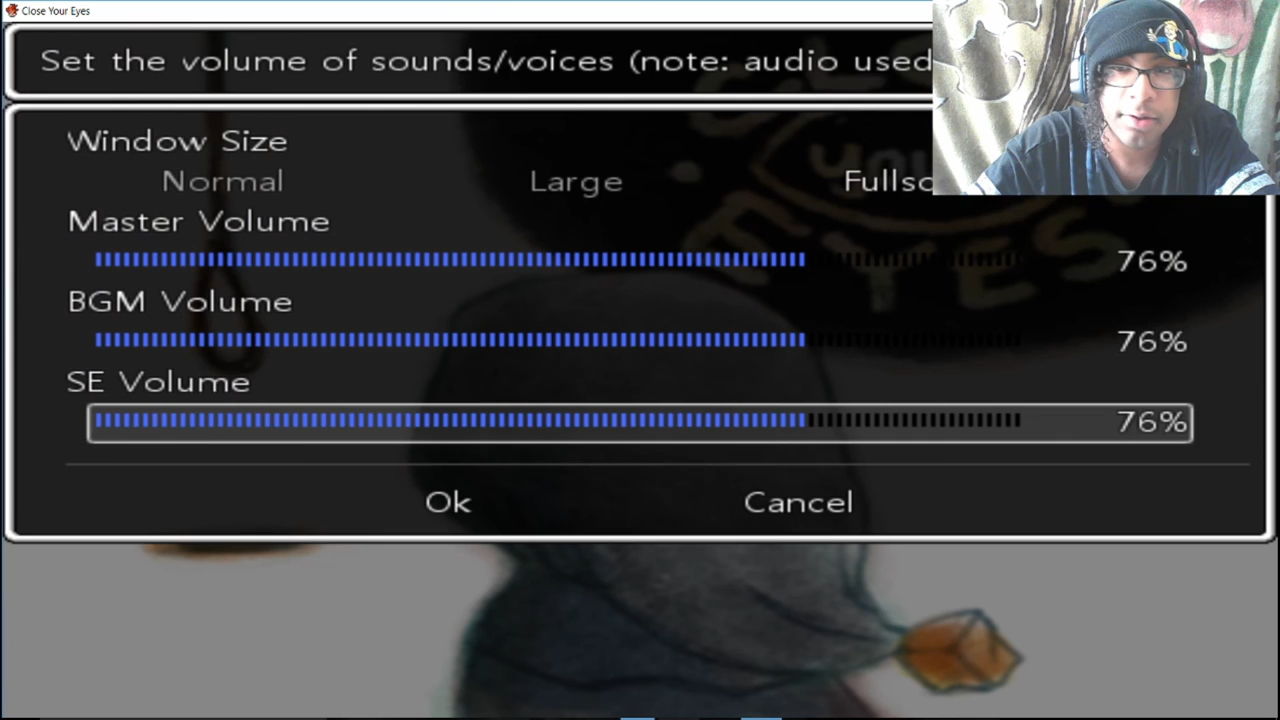 Close Your Eyes
Set the volume of sounds/voices (note: audio used
Window Size
Normal Large Fullsc
Master Volume
76%
BGM Volume
76%
SE Volume
76%
Ok Cancel
EYES